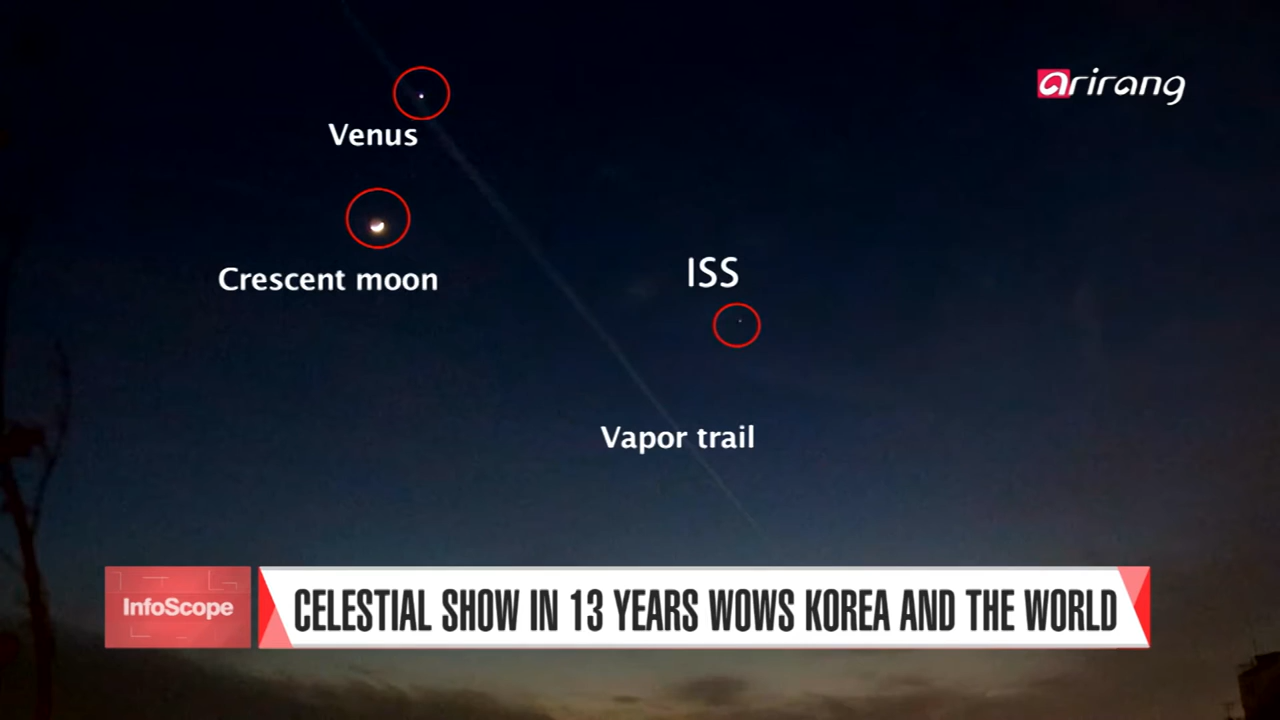 arirang
Venus
Crescent moon
ISS
Vapor trail
InfoScope
CELESTIAL SHOW IN 13 YEARS WOWS KOREA AND THE WORLD